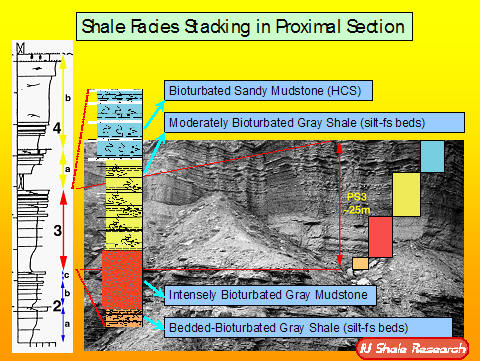 Shale Facies Stacking in Proximal Section
M
b
4
a
3
c
b
2
a
Bioturbated Sandy Mudstone (HCS)
Moderately Bioturbated Gray Shale (silt-fs beds)
PS3
~25m
Intensely Bioturbated Gray Mudstone
Bedded-Bioturbated Gray Shale (silt-fs beds)
IU Shale Research